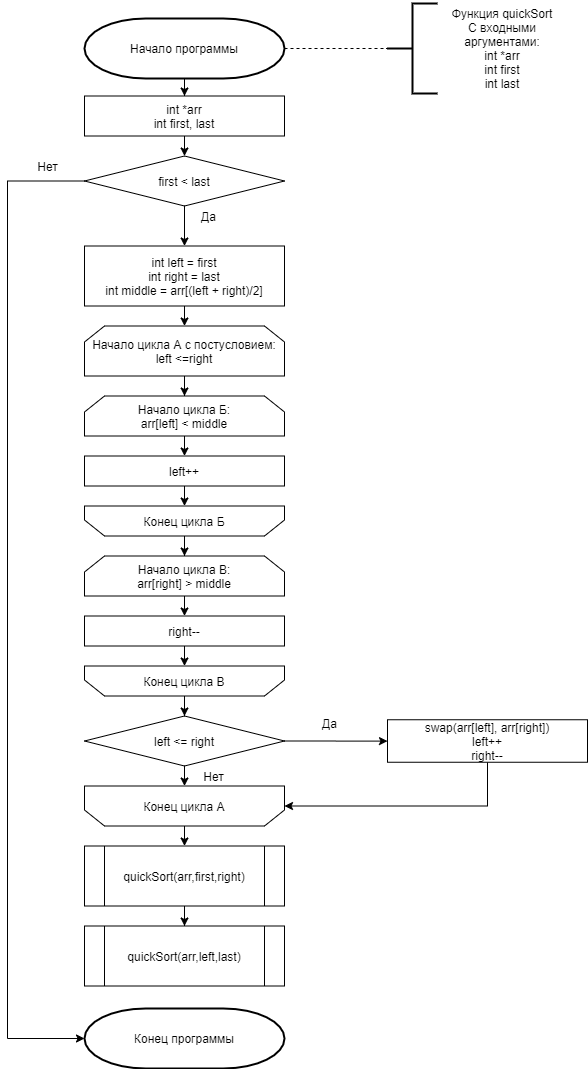 Начало программы
Функция quickSort
С входными
аргументами:
int *arr
int first
int last
int *arr
int first, last
Нет
first < last
Да
int left = first
int right = last
int middle = arr[(left + right)/2]
Начало цикла А с постусловием:
left <=right
Начало цикла Б:
arr[left] < middle
left++
Конец цикла Б
Начало цикла В:
arr[right] > middle
right--
Конец цикла В
left <= right
Да
swap(arr[left], arr[right])
left++
right--
Нет
Конец цикла А
quickSort(arr,first,right)
quickSort(arr,left,last)
Конец программы